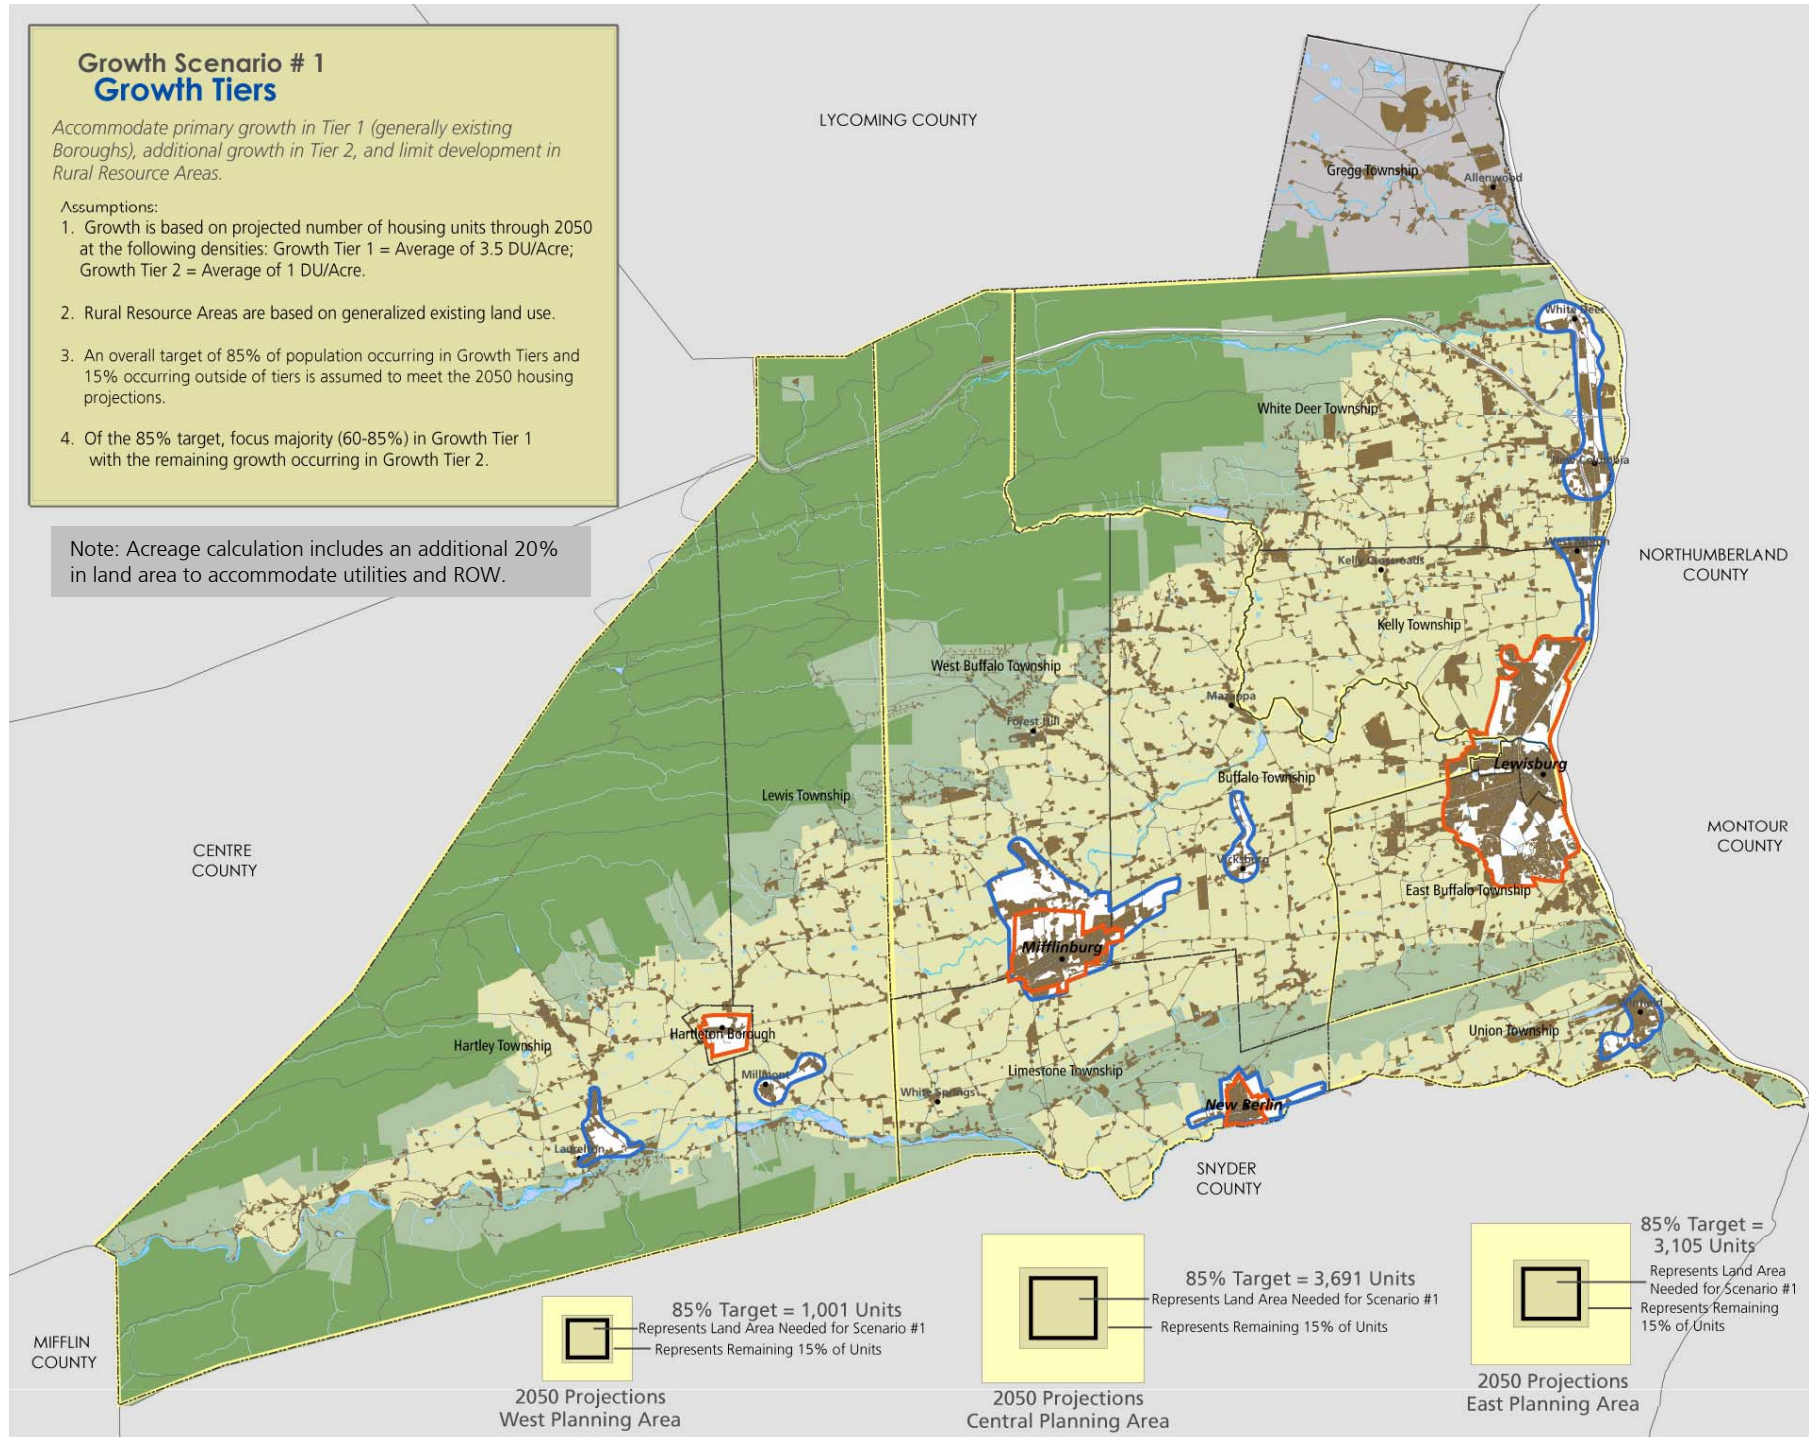 Growth Scenario # 1
Growth Tiers
Accommodate primary growth in Tier 1 (generally existing
Boroughs), additional growth in Tier 2, and limit development in
Rural Resource Areas.
Assumptions:
1. Growth is based on projected number of housing units through 2050
at the following densities: Growth Tier 1 = Average of 3.5 DU/Acre;
Growth Tier 2 = Average of 1 DU/Acre.
2. Rural Resource Areas are based on generalized existing land use.
3. An overall target of 85% of population occurring in Growth Tiers and
15% occurring outside of tiers is assumed to meet the 2050 housing
projections.
4. Of the 85% target, focus majority (60-85%) in Growth Tier 1
with the remaining growth occurring in Growth Tier 2.
Note: Acreage calculation includes an additional 20%
in land area to accommodate utilities and ROW.
LYCOMING COUNTY
Gregg Township
Allenwood
White Deer
White Deer Township
New Columbia
West Milton
NORTHUMBERLAND
COUNTY
Kelly Crossroads
Kelly Township
West Buffalo Township
Mazeppa
Forest Hill
Lewisburg
Buffalo Township
Lewis Township
MONTOUR
COUNTY
CENTRE
COUNTY
Vicksburg
East Buffalo Township
Mifflinburg
Winfield
Union Township
Hartleton Borough
Hartley Township
Limestone Township
Millmont
White Springs
New Berlin
Laurelton
SNYDER
COUNTY
MIFFLIN
COUNTY
85% Target = 1,001 Units
Represents Land Area Needed for Scenario #1
Represents Remaining 15% of Units
2050 Projections
West Planning Area
85% Target = 3,691 Units
Represents Land Area Needed for Scenario #1
Represents Remaining 15% of Units
2050 Projections
Central Planning Area
85% Target =
3,105 Units
Represents Land Area
Needed for Scenario #1
Represents Remaining
15% of Units
2050 Projections
East Planning Area